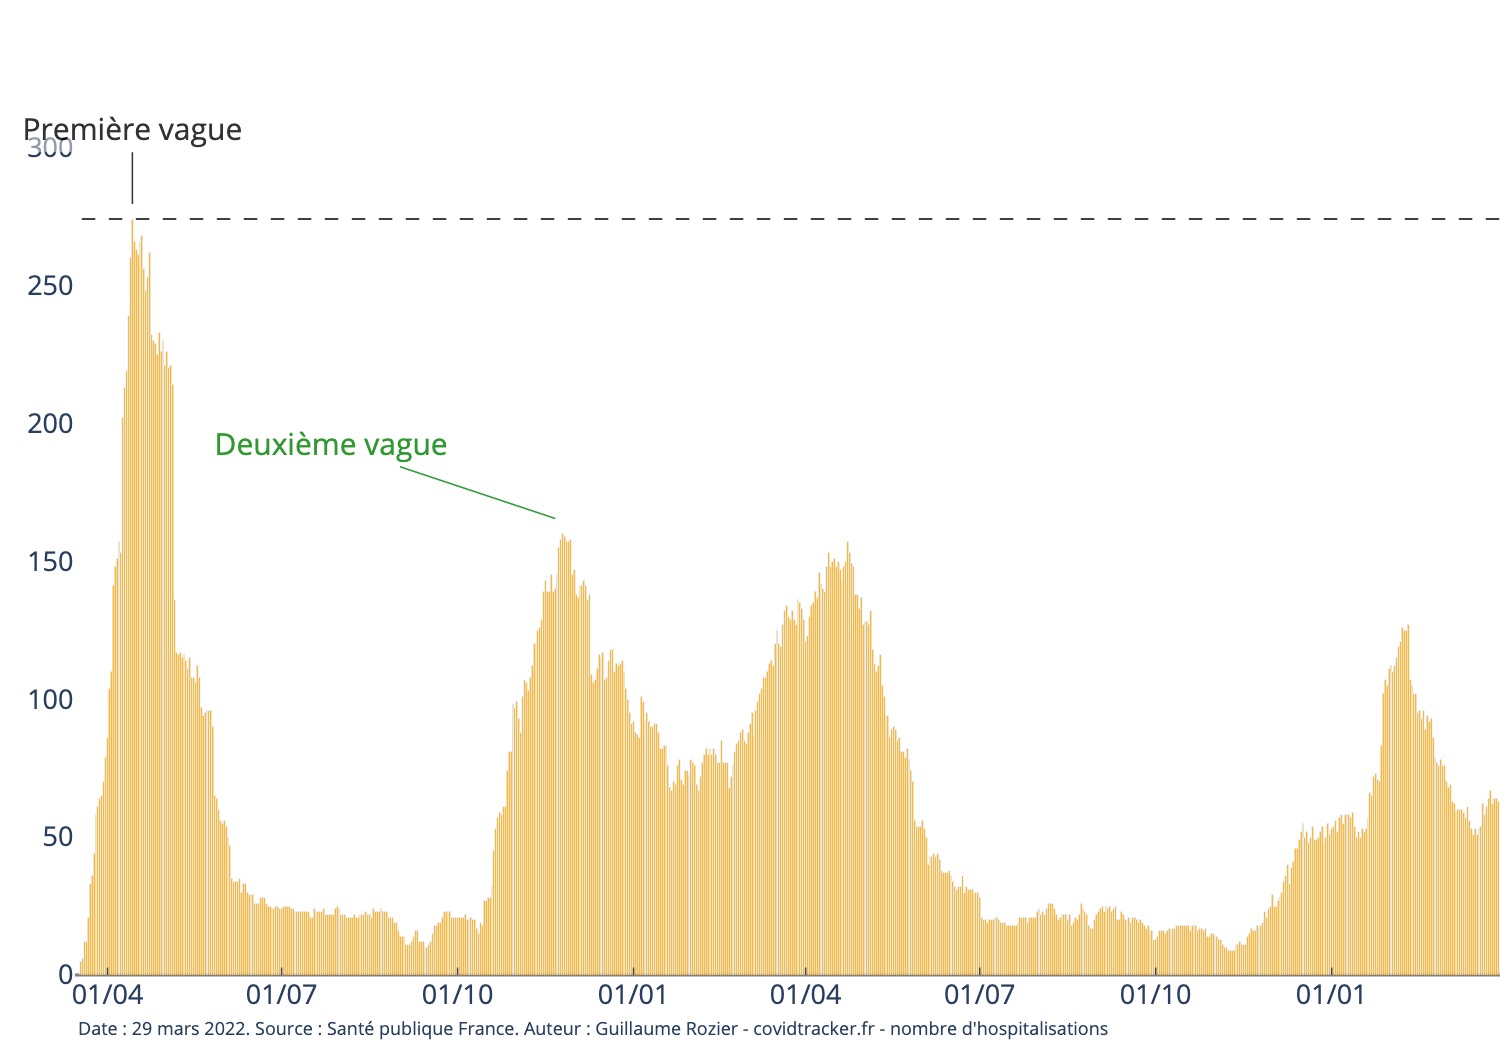 Première vague
300
250
200
Deuxième vague
150
100
50
0
01/04 01/07 01/10 01/01 01/04 01/07 01/10 01/01
Date : 29 mars 2022. Source : Santé publique France. Auteur : Guillaume Rozier - covidtracker.fr - nombre d'hospitalisations